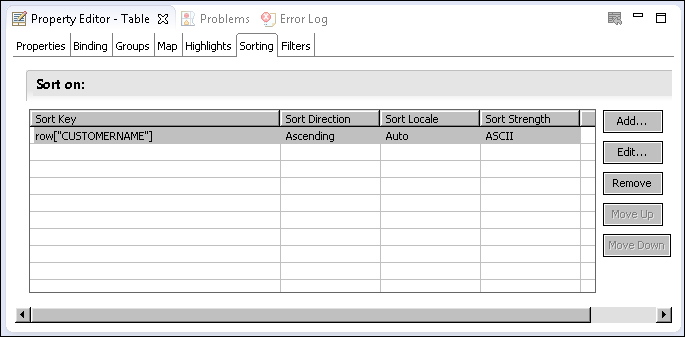 Property Editor - Table Problems Error Log
Properties Binding Groups Map Highlights Sorting Filters
Sort on:
Sort Key Sort Direction Sort Locale Sort Strength
row["CUSTOMERNAME"] Ascending Auto ASCII
Add...
Edit...
Remove
Move Up
Move Down